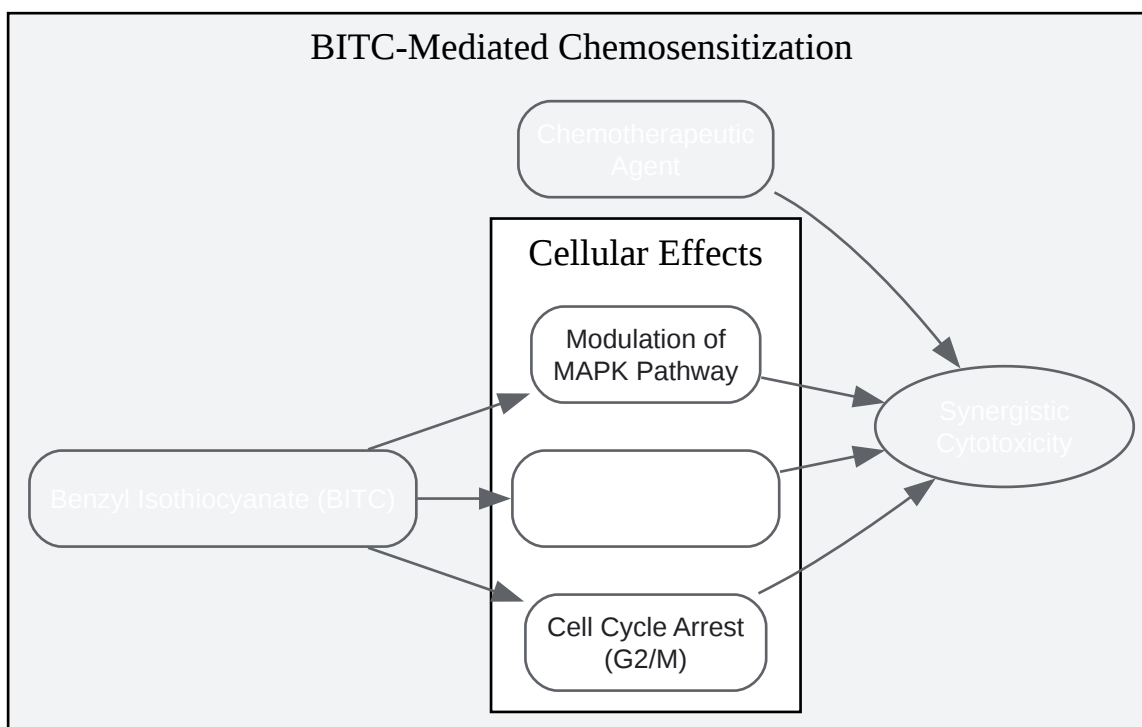 BITC-Mediated Chemosensitization
Chemotherapeutic
Agent
Cellular Effects
Modulation of
MAPK Pathway
Synergistic
Cytotoxicity
Benzyl Isothiocyanate (BITC)
Cell Cycle Arrest
(G2/M)